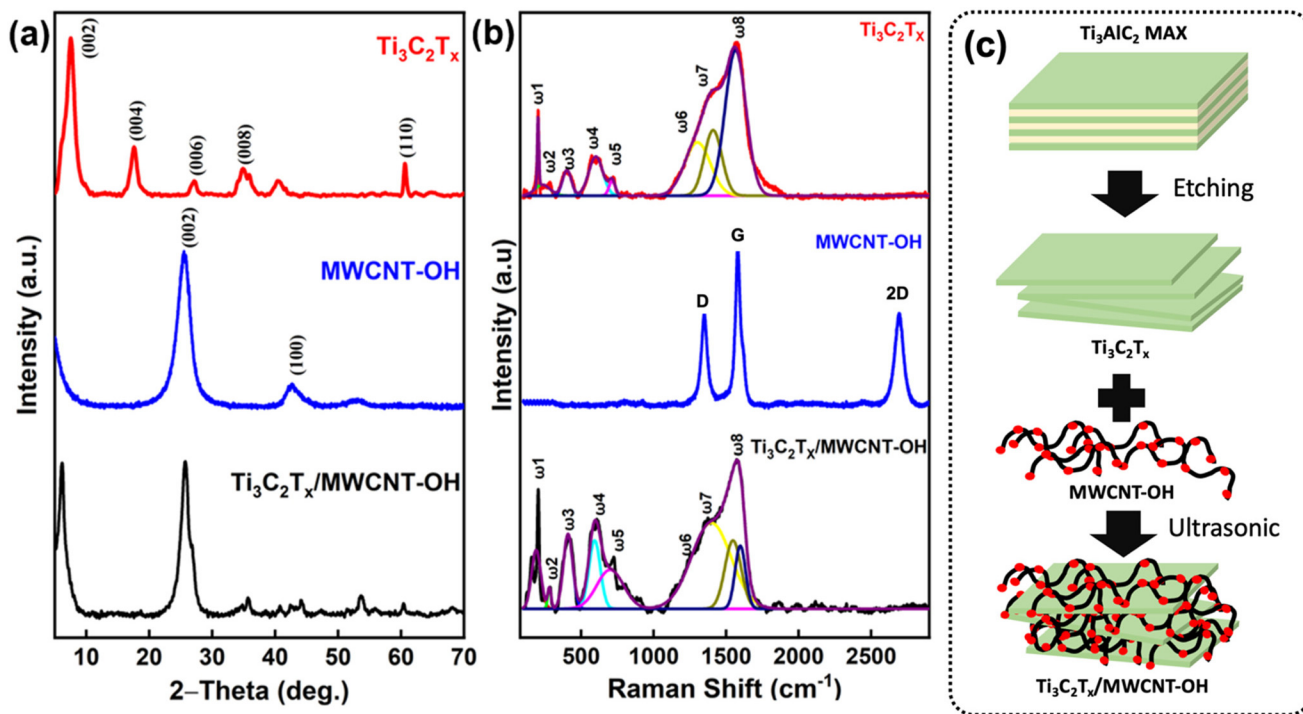 (a)
Ti₃C₂Tₓ
(002)
(004)
(006)
(008)
(110)
MWCNT-OH
(002)
(100)
Ti₃C₂Tₓ/MWCNT-OH
Intensity (a.u.)
10 20 30 40 50 60 70
2–Theta (deg.)
(b)
Ti₃C₂Tₓ
ω1
ω2
ω3
ω4
ω5
ω6
ω7
ω8
MWCNT-OH
D
G
2D
Ti₃C₂Tₓ/MWCNT-OH
ω1
ω2
ω3
ω4
ω5
ω6
ω7
ω8
Intensity (a.u)
500 1000 1500 2000 2500
Raman Shift (cm⁻¹)
(c)
Ti₃AlC₂ MAX
Etching
Ti₃C₂Tₓ
MWCNT-OH
Ultrasonic
Ti₃C₂Tₓ/MWCNT-OH